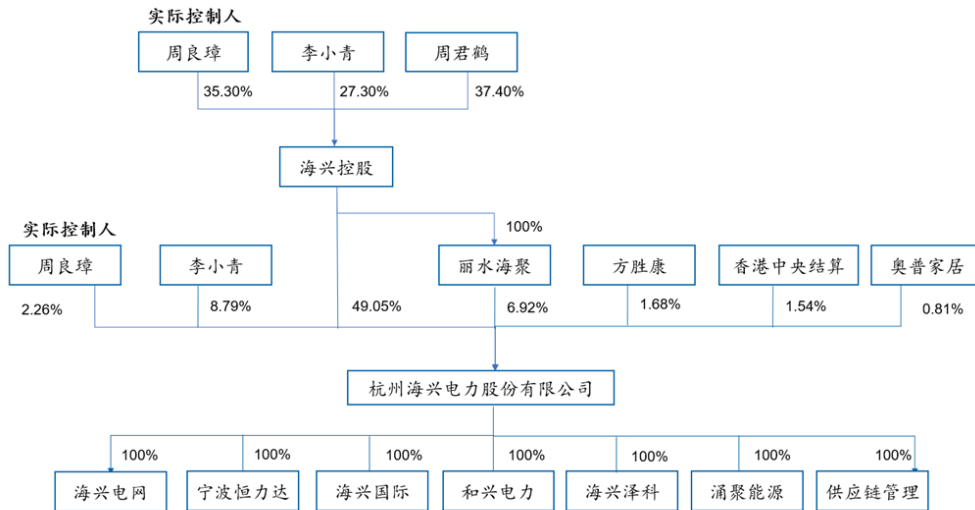 实际控制人
周良璋
李小青
周君鹤
35.30%
27.30%
37.40%
海兴控股
100%
实际控制人
周良璋
李小青
丽水海聚
方胜康
香港中央结算
奥普家居
2.26%
8.79%
49.05%
6.92%
1.68%
1.54%
0.81%
杭州海兴电力股份有限公司
100%
100%
100%
100%
100%
100%
100%
海兴电网
宁波恒力达
海兴国际
和兴电力
海兴泽科
涌聚能源
供应链管理